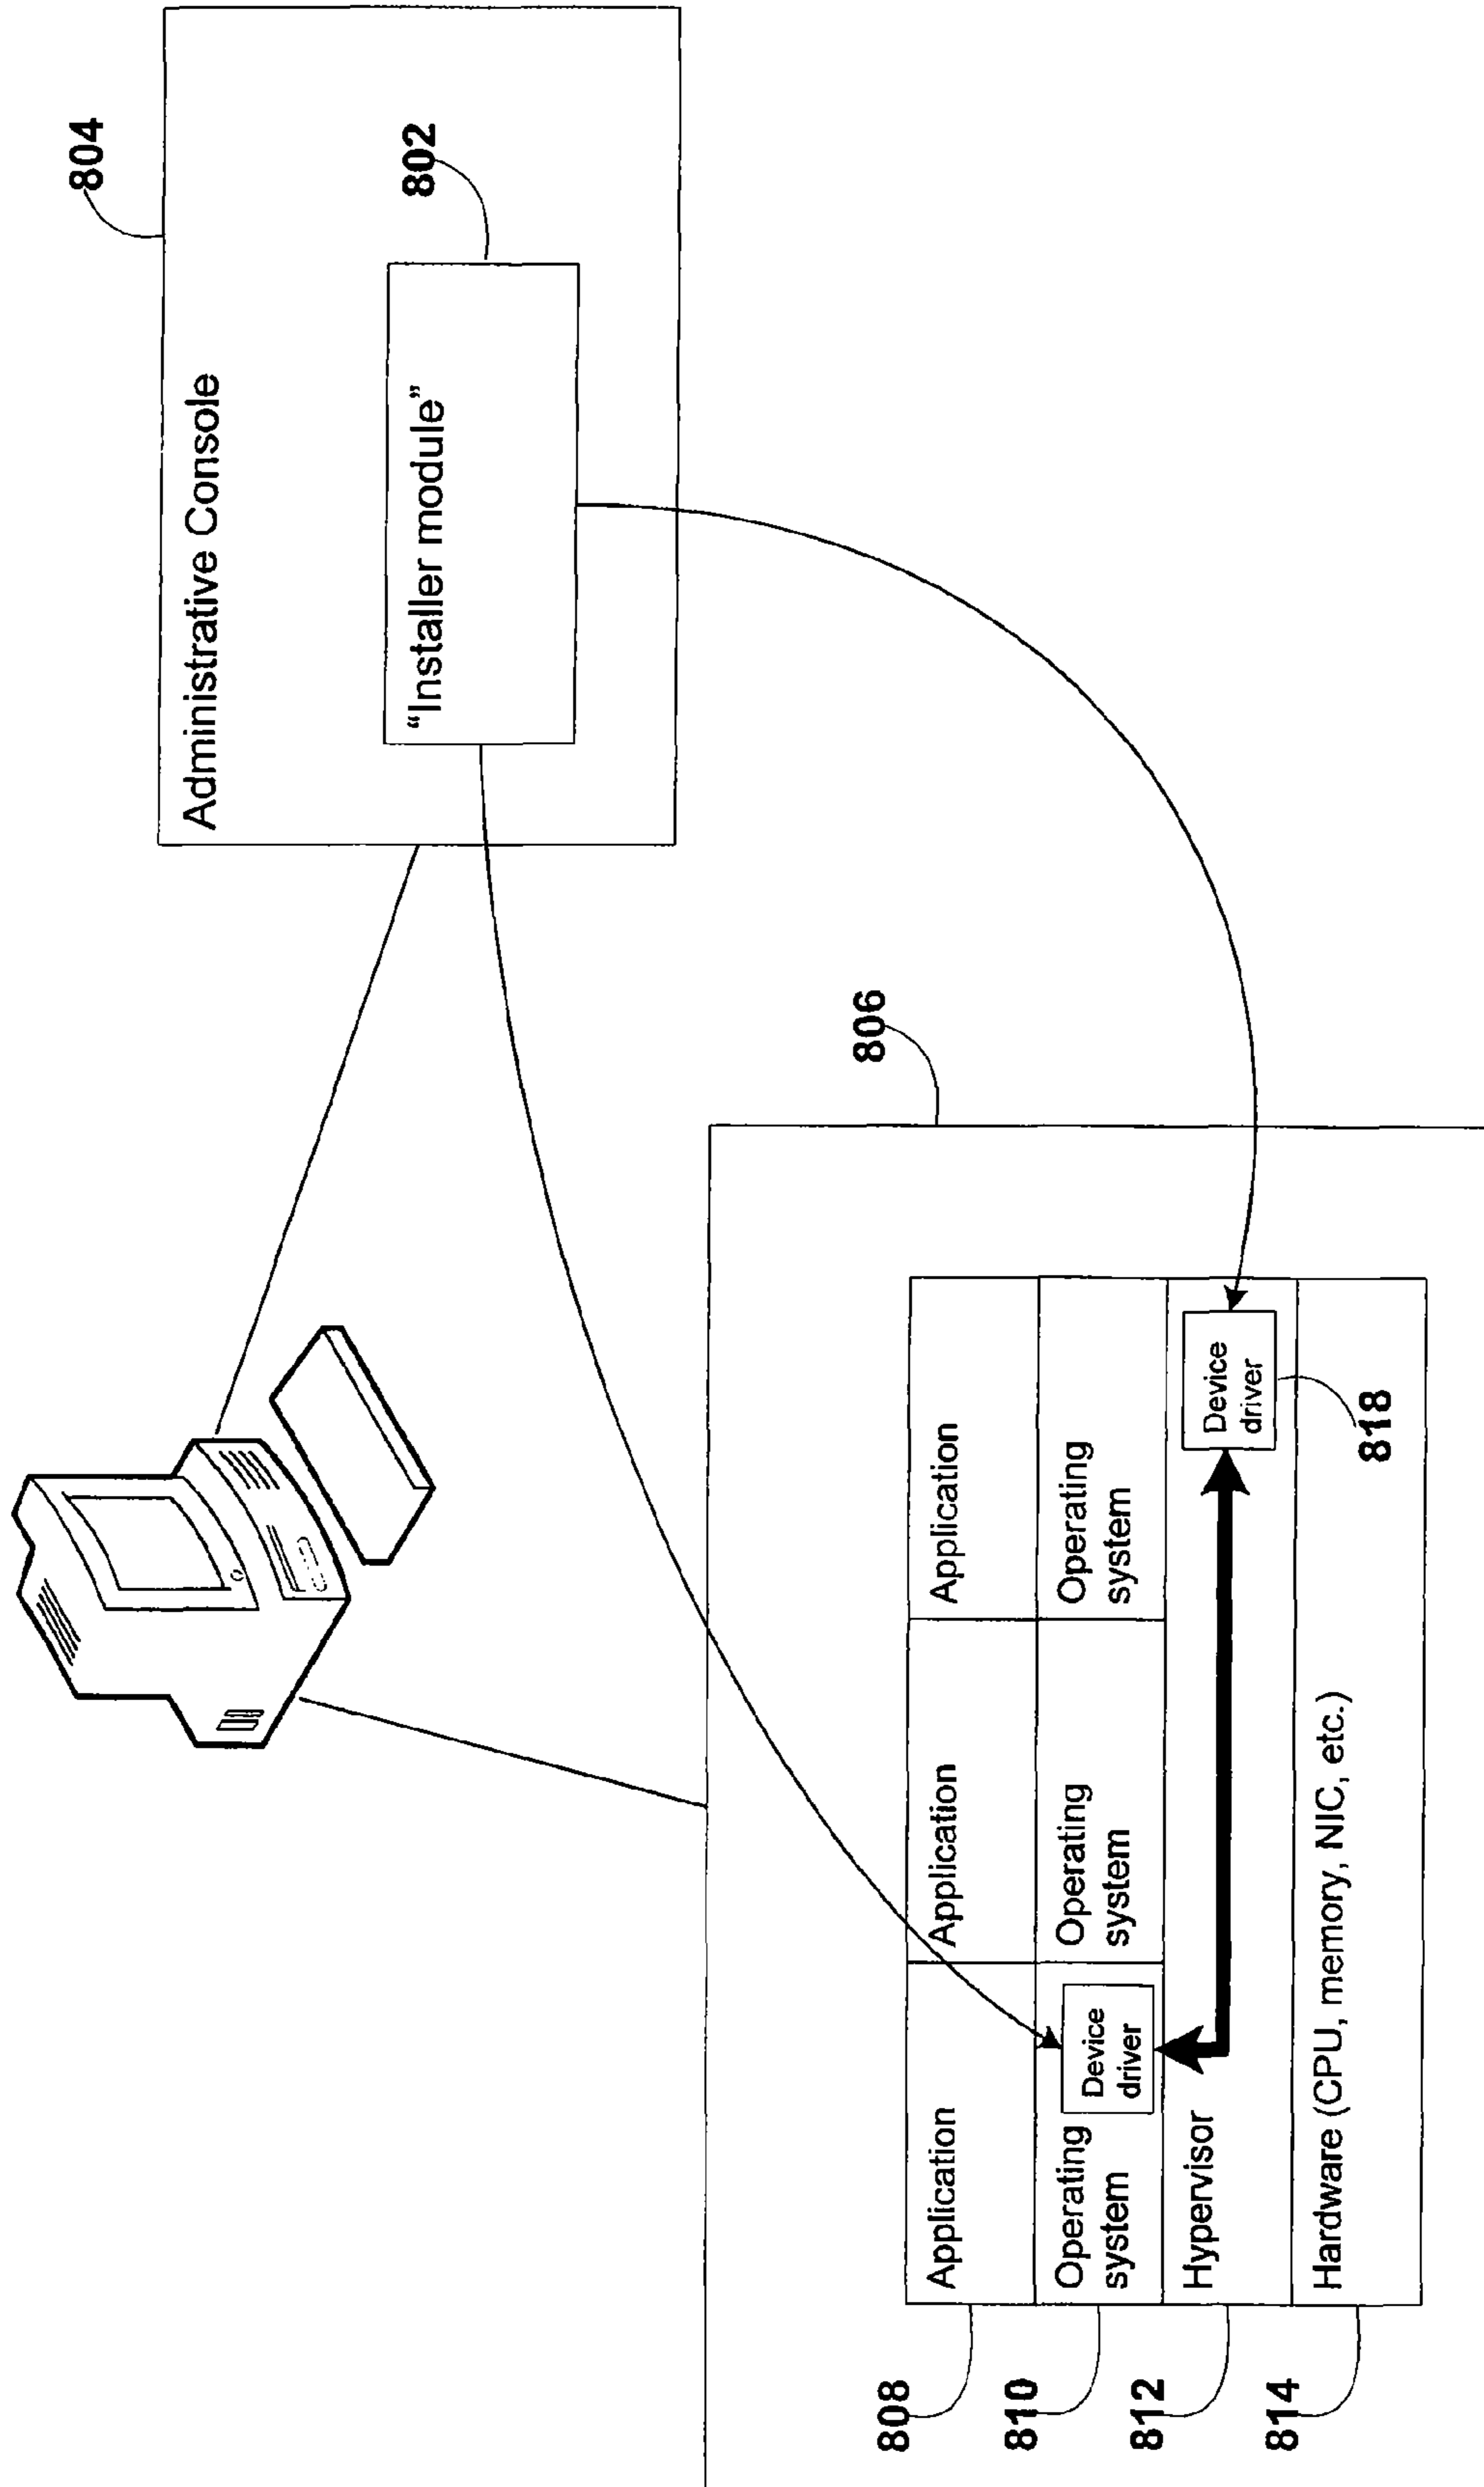 804
Administrative Console
802
“Installer module”
806
Application
Application
Application
Operating
system
Device
driver
Operating
system
Operating
system
Hypervisor
Device
driver
818
Hardware (CPU, memory, NIC, etc.)
808
810
812
814